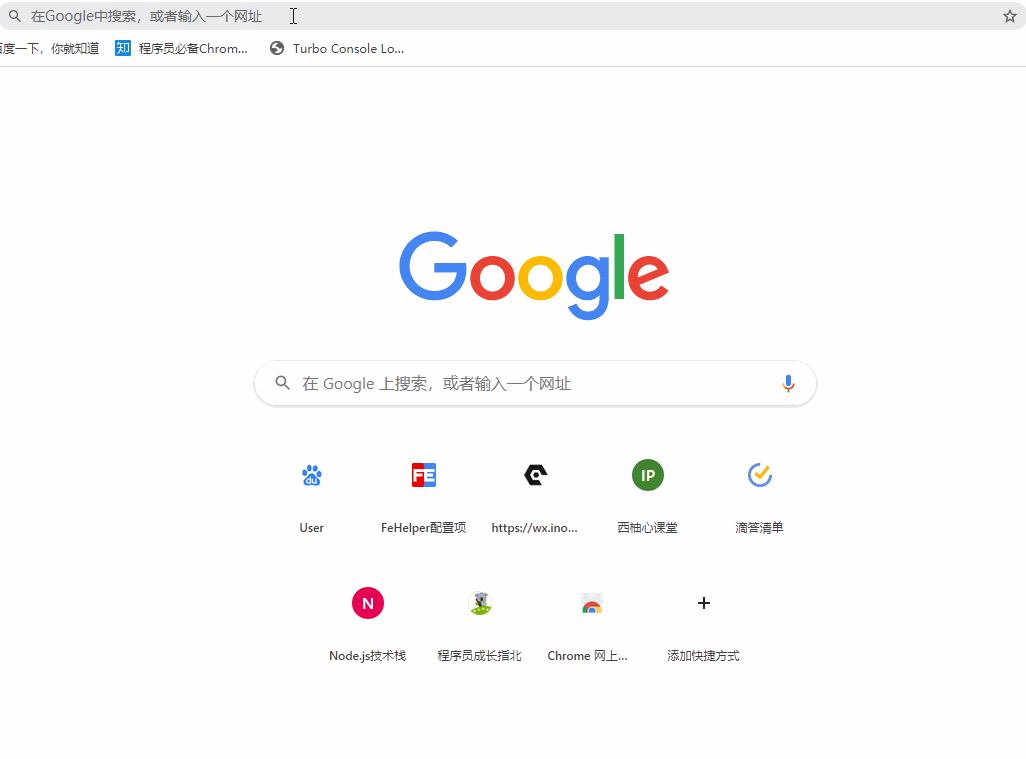 在Google中搜索，或者输入一个网址
百度一下，你就知道 知 程序员必备Chrom... Turbo Console Lo...
Google
在 Google 上搜索，或者输入一个网址
du FE IP
User FeHelper配置项 https://wx.ino... 西柚心课堂 滴答清单
N
Node.js技术栈 程序员成长指北 Chrome 网上... 添加快捷方式